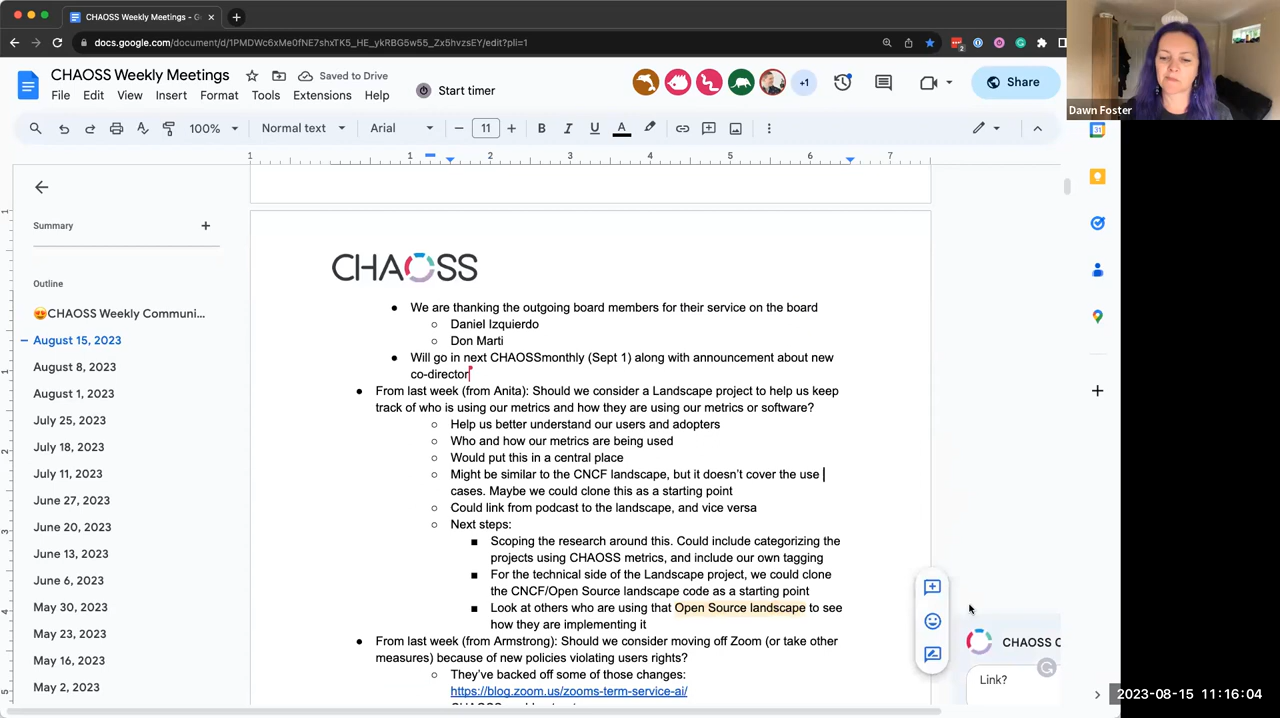 CHAOSS Weekly Meetings - G
docs.google.com/document/d/1PMDWc6xMe0fNE7shxTK5_HE_ykRBG5w55_Zx5hvzsEY/edit?pli=1
CHAOSS Weekly Meetings
Saved to Drive
File Edit View Insert Format Tools Extensions Help
Start timer
+1
Share
Dawn Foster
100%
Normal text
Arial
11
B I U A
1 1 2 3 4 5 6 7
Summary
Outline
😍CHAOSS Weekly Communi...
August 15, 2023
August 8, 2023
August 1, 2023
July 25, 2023
July 18, 2023
July 11, 2023
June 27, 2023
June 20, 2023
June 13, 2023
June 6, 2023
May 30, 2023
May 23, 2023
May 16, 2023
May 2, 2023
CHAOSS
● We are thanking the outgoing board members for their service on the board
○ Daniel Izquierdo
○ Don Marti
● Will go in next CHAOSSmonthly (Sept 1) along with announcement about new
co-director
● From last week (from Anita): Should we consider a Landscape project to help us keep
track of who is using our metrics and how they are using our metrics or software?
○ Help us better understand our users and adopters
○ Who and how our metrics are being used
○ Would put this in a central place
○ Might be similar to the CNCF landscape, but it doesn't cover the use
cases. Maybe we could clone this as a starting point
○ Could link from podcast to the landscape, and vice versa
○ Next steps:
■ Scoping the research around this. Could include categorizing the
projects using CHAOSS metrics, and include our own tagging
■ For the technical side of the Landscape project, we could clone
the CNCF/Open Source landscape code as a starting point
■ Look at others who are using that Open Source landscape to see
how they are implementing it
● From last week (from Armstrong): Should we consider moving off Zoom (or take other
measures) because of new policies violating users rights?
○ They've backed off some of those changes:
https://blog.zoom.us/zooms-term-service-ai/
CHAOSS C
Link?
2023-08-15 11:16:04